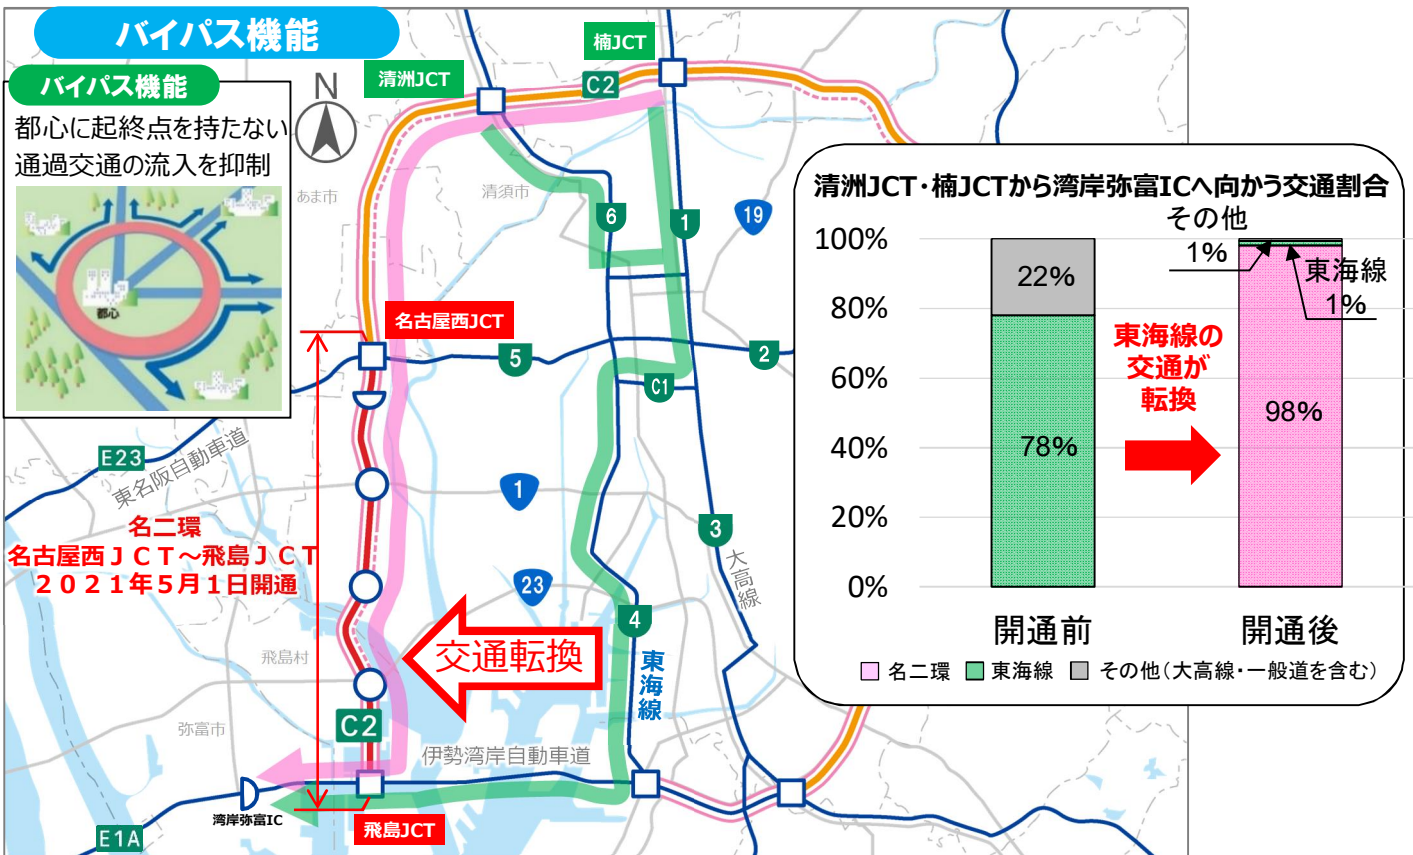 バイパス機能
バイパス機能
都心に起終点を持たない
通過交通の流入を抑制
都心
N
清洲JCT
楠JCT
C2
あま市
清須市
6
1
19
名古屋西JCT
5
2
C1
E23
東名阪自動車道
1
3
大高線
名二環
名古屋西ＪＣＴ～飛島ＪＣＴ
２０２１年５月１日開通
23
4
飛島村
交通転換
東海線
弥富市
C2
伊勢湾岸自動車道
湾岸弥富IC
飛島JCT
E1A
清洲JCT・楠JCTから湾岸弥富ICへ向かう交通割合
その他
1%
東海線
1%
100%
80%
60%
40%
20%
0%
22%
78%
東海線の
交通が
転換
98%
開通前
開通後
名二環 東海線 その他(大高線・一般道を含む)